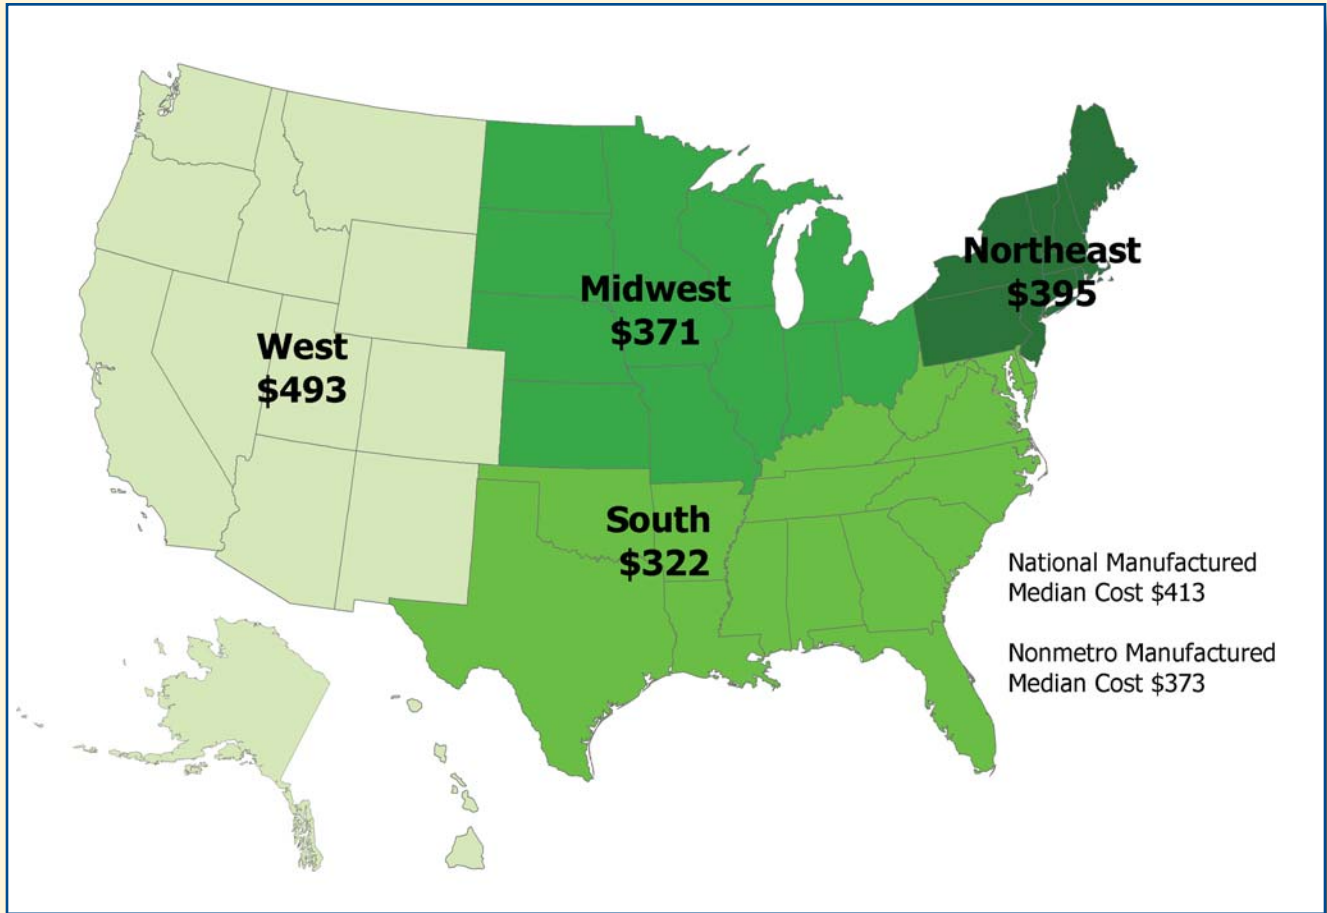 Northeast
$395
Midwest
$371
West
$493
South
$322
National Manufactured
Median Cost $413
Nonmetro Manufactured
Median Cost $373